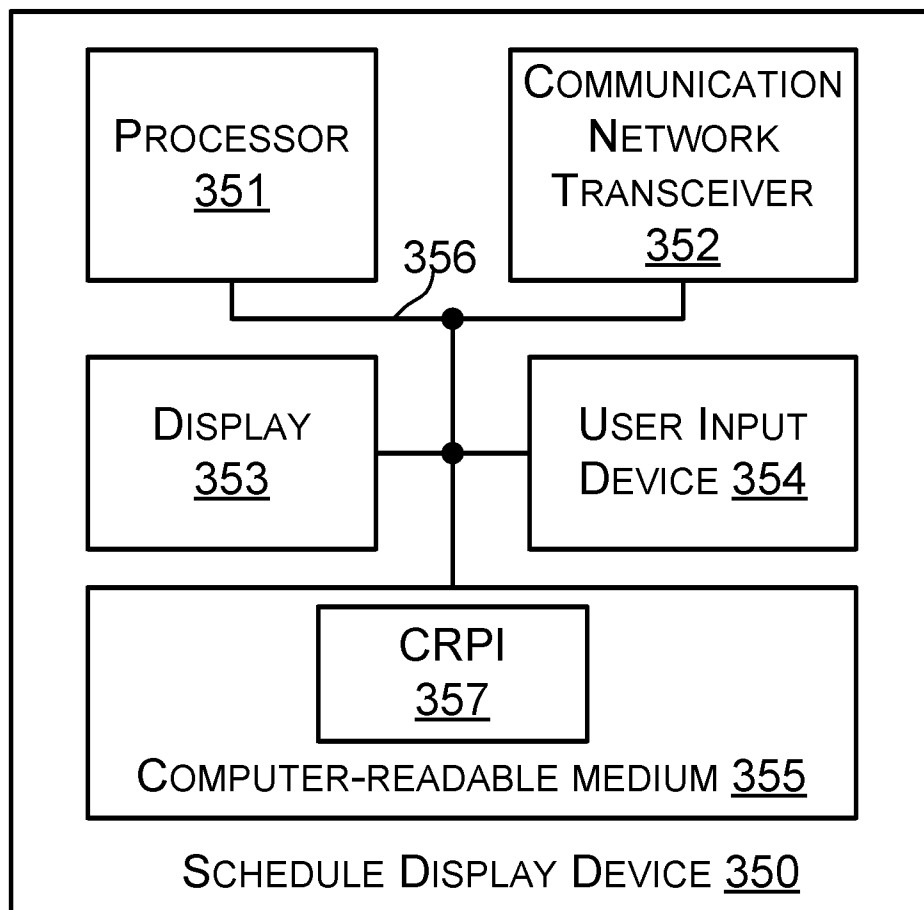 PROCESSOR
351
COMMUNICATION
NETWORK
TRANSCEIVER
352
356
DISPLAY
353
USER INPUT
DEVICE 354
CRPI
357
COMPUTER-READABLE MEDIUM 355
SCHEDULE DISPLAY DEVICE 350